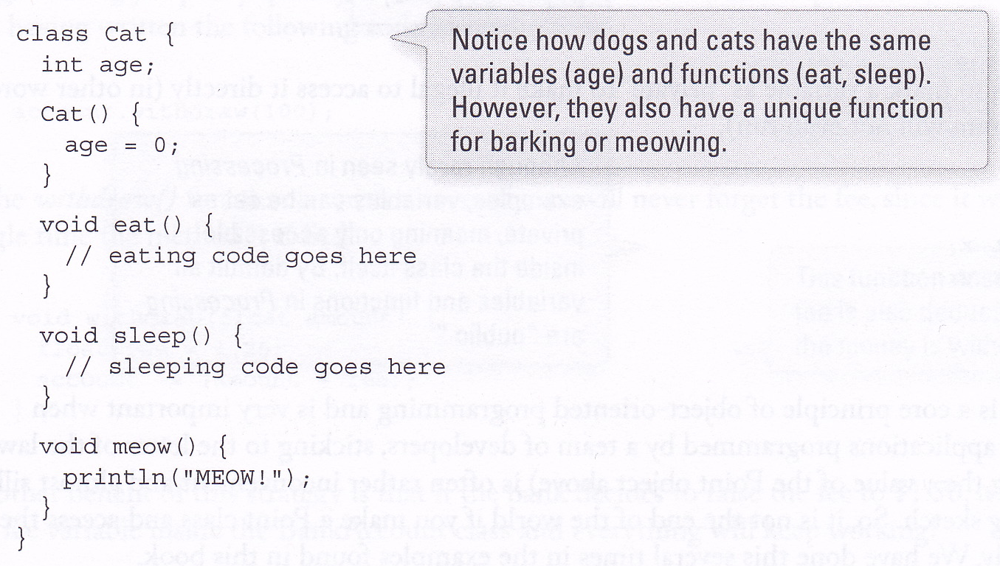 class Cat {
int age;
Cat() {
age = 0;
}
void eat() {
// eating code goes here
}
void sleep() {
// sleeping code goes here
}
void meow() {
println("MEOW!");
}
}
Notice how dogs and cats have the same
variables (age) and functions (eat, sleep).
However, they also have a unique function
for barking or meowing.